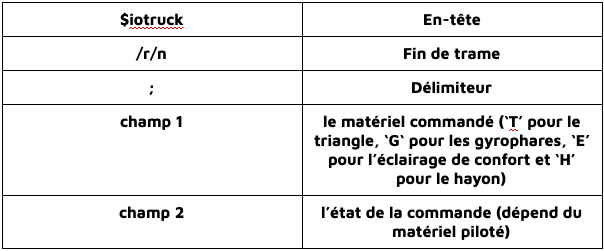 $iotruck En-tête
/r/n Fin de trame
; Délimiteur
champ 1 le matériel commandé (‘T’ pour le
triangle, ‘G‘ pour les gyrophares, ‘E’
pour l’éclairage de confort et ‘H’
pour le hayon)
champ 2 l’état de la commande (dépend du
matériel piloté)